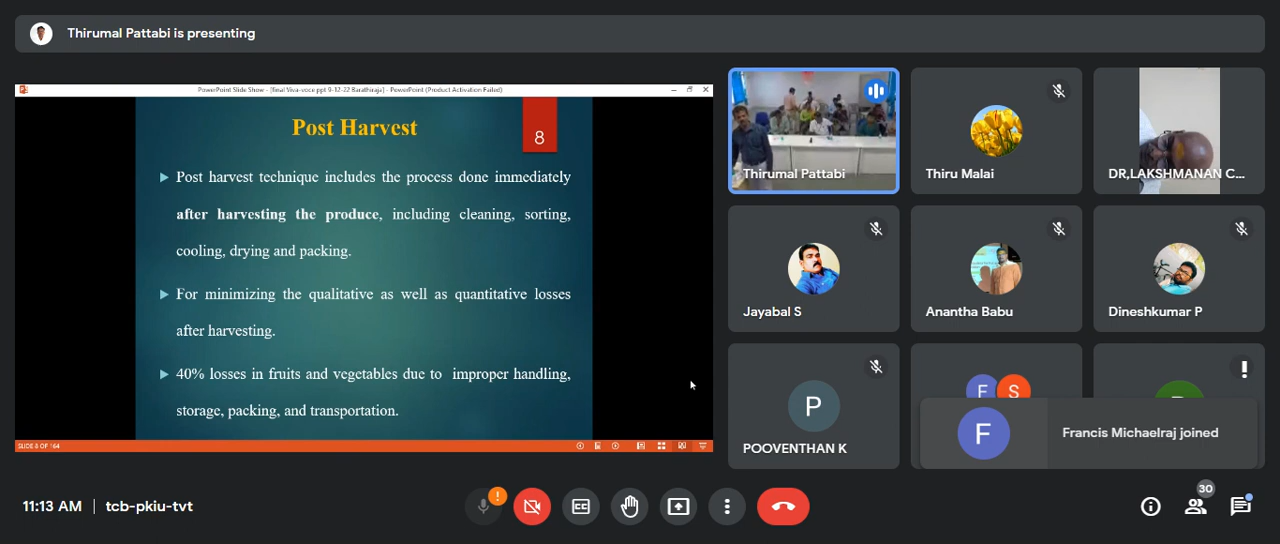 Thirumal Pattabi is presenting
PowerPoint Slide Show - [final Viva-voce ppt 9-12-22 Barathiraja] - PowerPoint (Product Activation Failed)
Post Harvest
8
Post harvest technique includes the process done immediately
after harvesting the produce, including cleaning, sorting,
cooling, drying and packing.
For minimizing the qualitative as well as quantitative losses
after harvesting.
40% losses in fruits and vegetables due to improper handling,
storage, packing, and transportation.
SLIDE 8 OF 164
Thirumal Pattabi
Thiru Malai
DR,LAKSHMANAN C...
Jayabal S
Anantha Babu
Dineshkumar P
P
POOVENTHAN K
F
S
F
Francis Michaelraj joined
11:13 AM
tcb-pkiu-tvt
CC
30